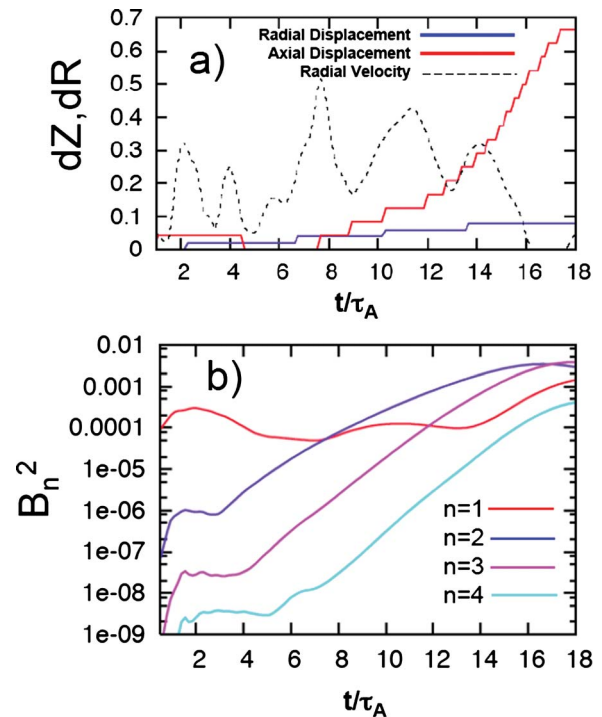 0.7
0.6
0.5
0.4
0.3
0.2
0.1
0
dZ,dR
a)
Radial Displacement
Axial Displacement
Radial Velocity
2 4 6 8 10 12 14 16 18
t/τA
0.01
0.001
0.0001
1e-05
1e-06
1e-07
1e-08
1e-09
Bn²
b)
n=1
n=2
n=3
n=4
2 4 6 8 10 12 14 16 18
t/τA